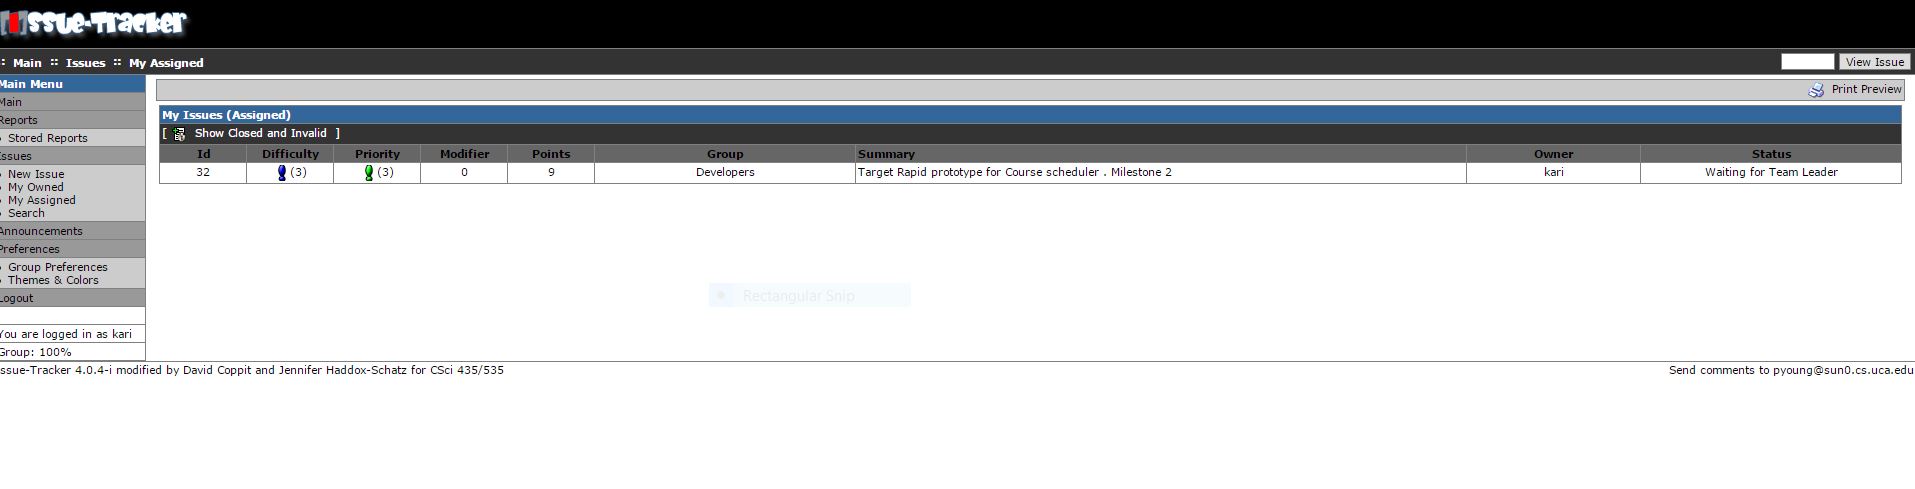 Issue-Tracker
:: Main :: Issues :: My Assigned
View Issue
Main Menu
Main
Reports
• Stored Reports
Issues
• New Issue
• My Owned
• My Assigned
• Search
Announcements
Preferences
• Group Preferences
• Themes & Colors
Logout
You are logged in as kari
Group: 100%
Print Preview
My Issues (Assigned)
[ Show Closed and Invalid ]
Id Difficulty Priority Modifier Points Group Summary Owner Status
32 (3) (3) 0 9 Developers Target Rapid prototype for Course scheduler . Milestone 2 kari Waiting for Team Leader
Rectangular Snip
Issue-Tracker 4.0.4-i modified by David Coppit and Jennifer Haddox-Schatz for CSci 435/535
Send comments to pyoung@sun0.cs.uca.edu